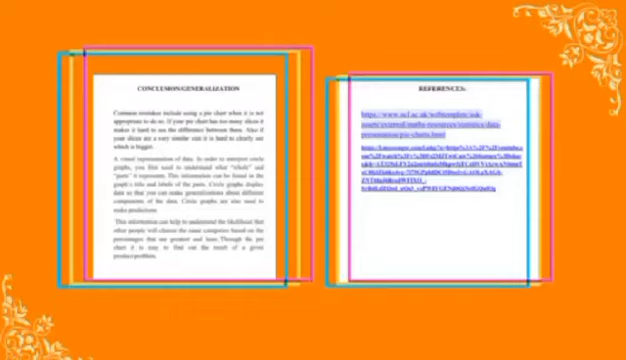 CONCLUSION/GENERALIZATION
Common mistakes include using a pie chart when it is not
appropriate to do so. If your pie chart has too many slices it
makes it hard to see the difference between them. Also if
your slices are a very similar size it is hard to clearly see
which is bigger.
A visual representation of data. In order to interpret circle
graphs, you first need to understand what "whole" and
"parts" it represents. This information can be found in the
graph's title and labels of the parts. Circle graphs display
data so that you can make generalizations about different
components of the data. Circle graphs are also used to
make predictions.
This information can help to understand the likelihood that
other people will choose the same categories based on the
percentages that are greatest and least. Through the pie
chart it is easy to find out the result of a given
product/problem.
REFERENCES:
https://www.ucl.ac.uk/webtemplate/ask-
assets/external/maths-resources/statistics/data-
presentation/pie-charts.html